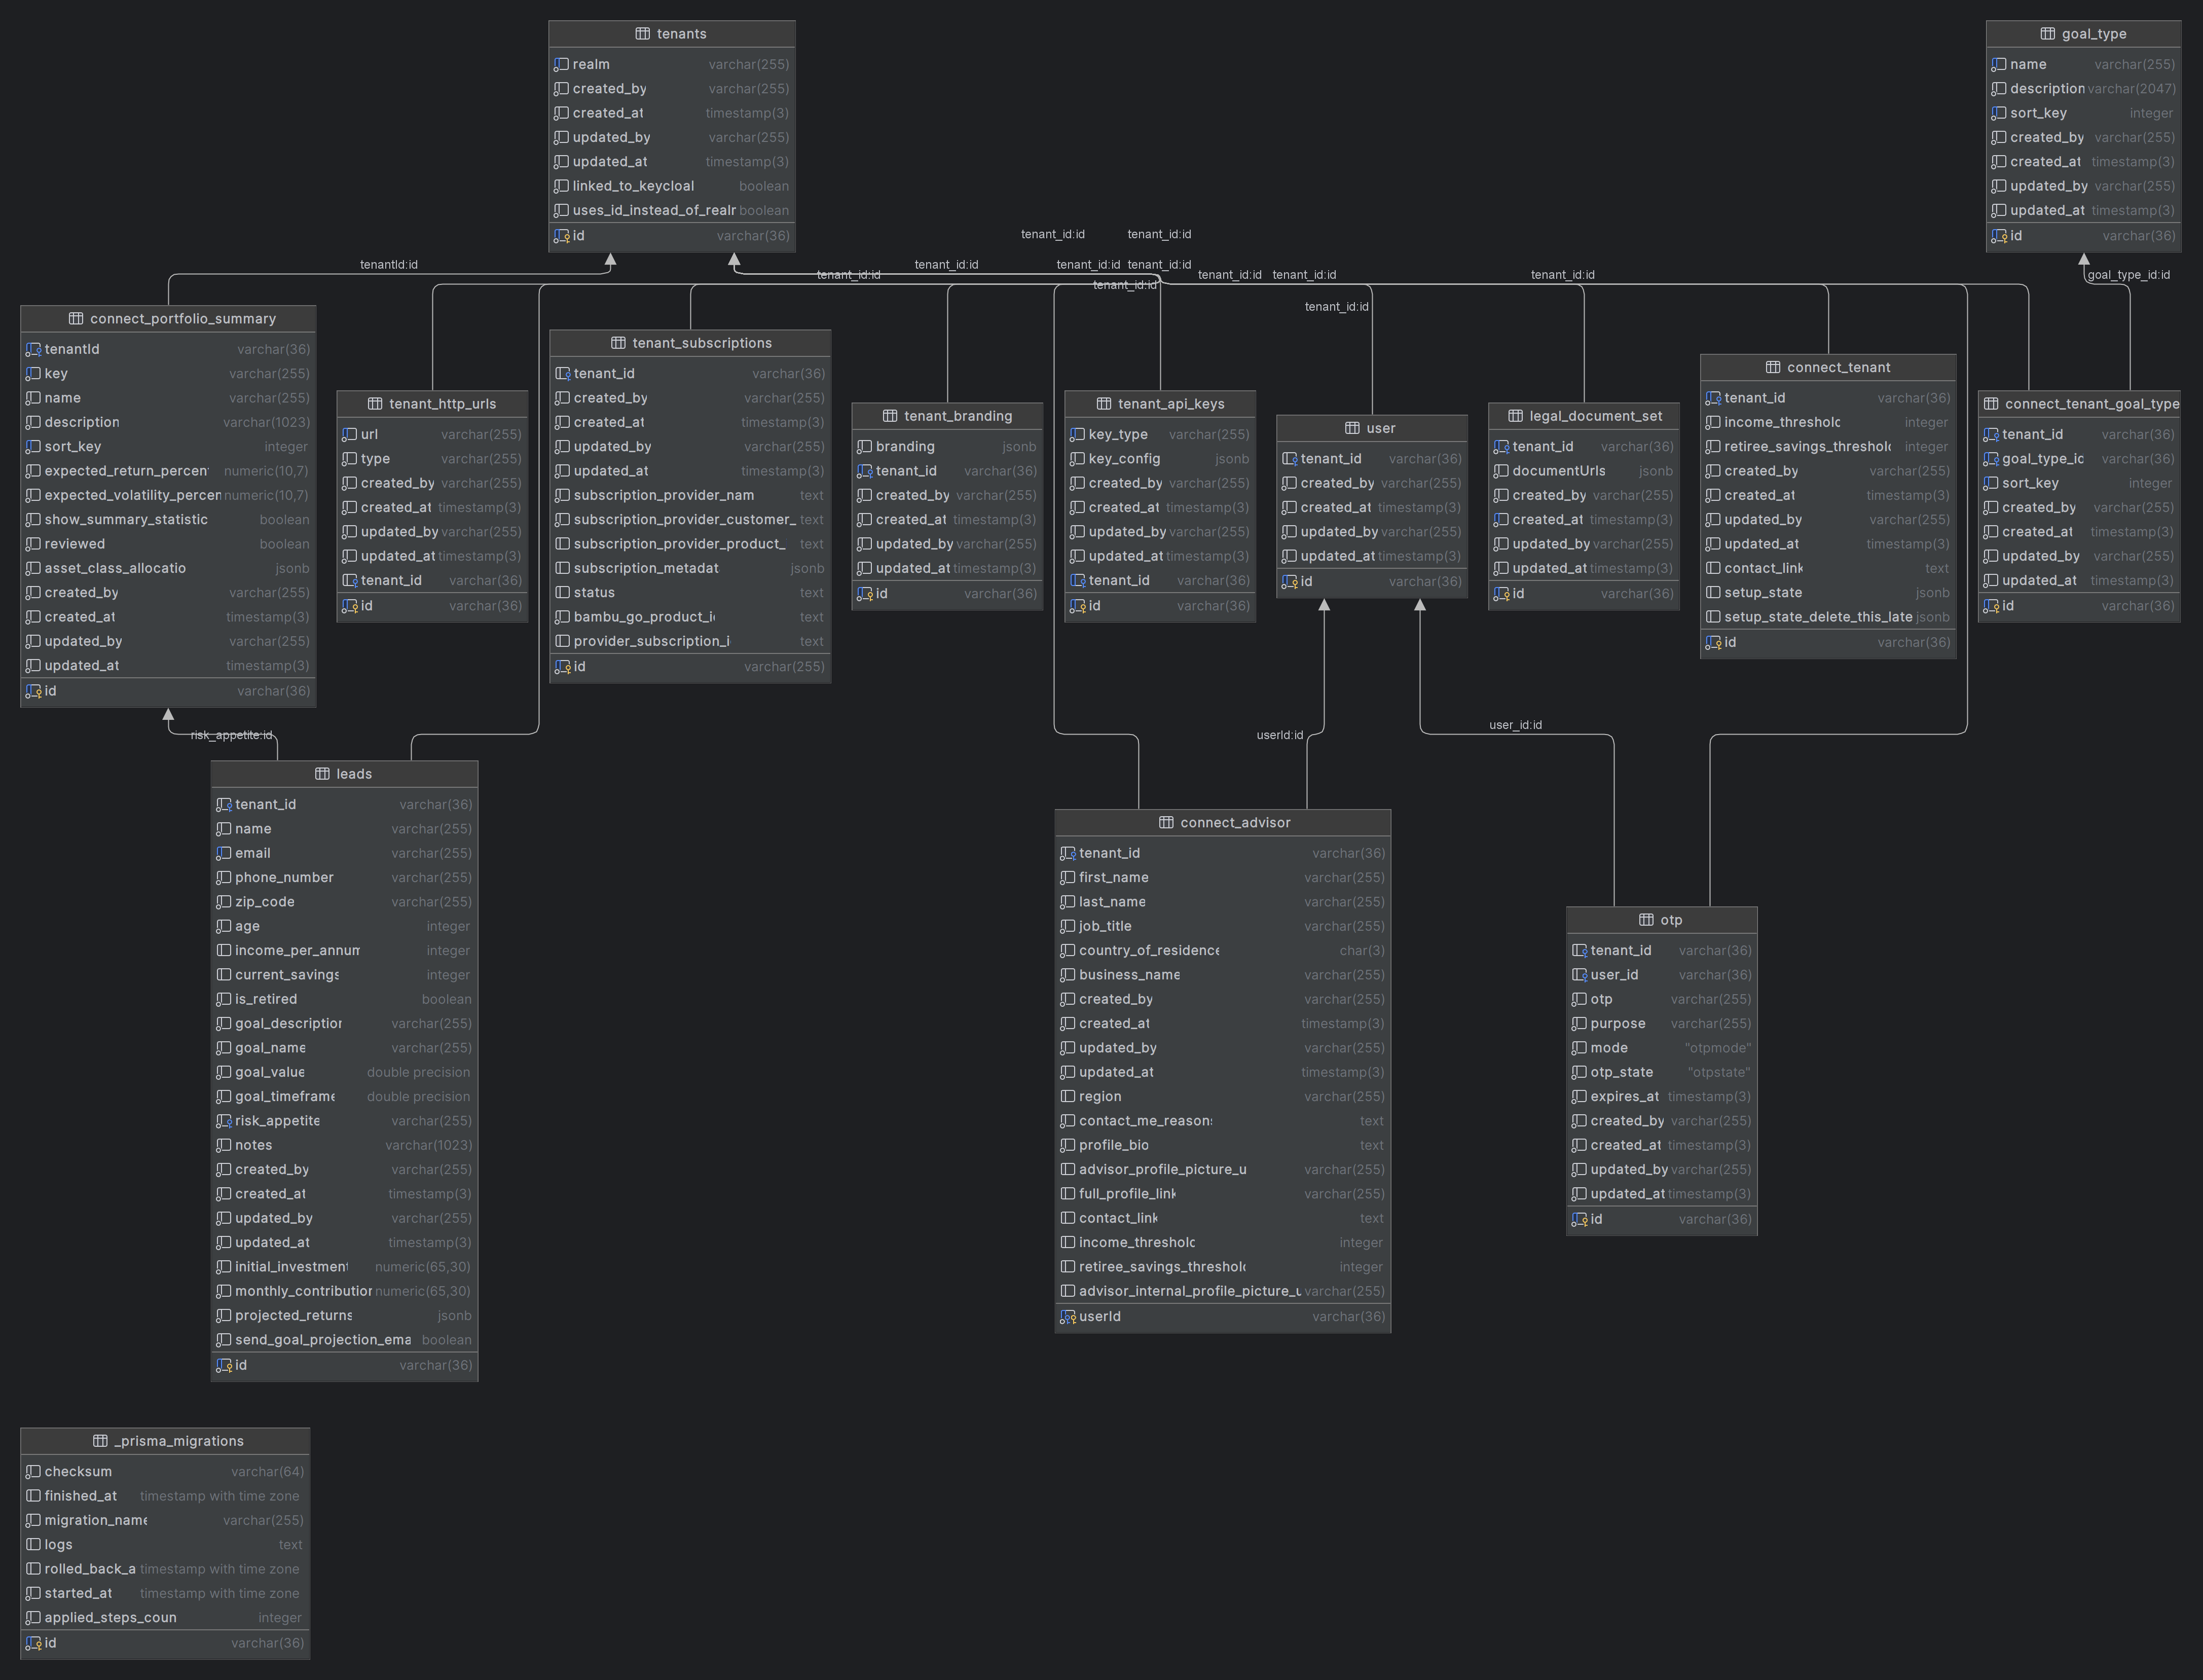 tenants
realm varchar(255)
created_by varchar(255)
created_at timestamp(3)
updated_by varchar(255)
updated_at timestamp(3)
linked_to_keycloal boolean
uses_id_instead_of_realr boolean
id varchar(36)
goal_type
name varchar(255)
description varchar(2047)
sort_key integer
created_by varchar(255)
created_at timestamp(3)
updated_by varchar(255)
updated_at timestamp(3)
id varchar(36)
tenant_id:id tenant_id:id
tenantId:id tenant_id:id tenant_id:id tenant_id:id
tenant_id:id tenant_id:id tenant_id:id tenant_id:id goal_type_id:id
tenant_id:id
tenant_id:id
connect_portfolio_summary
tenantId varchar(36)
key varchar(255)
name varchar(255)
description varchar(1023)
sort_key integer
expected_return_percen numeric(10,7)
expected_volatility_percen numeric(10,7)
show_summary_statistic boolean
reviewed boolean
asset_class_allocatio jsonb
created_by varchar(255)
created_at timestamp(3)
updated_by varchar(255)
updated_at timestamp(3)
id varchar(36)
tenant_http_urls
url varchar(255)
type varchar(255)
created_by varchar(255)
created_at timestamp(3)
updated_by varchar(255)
updated_at timestamp(3)
tenant_id varchar(36)
id varchar(36)
tenant_subscriptions
tenant_id varchar(36)
created_by varchar(255)
created_at timestamp(3)
updated_by varchar(255)
updated_at timestamp(3)
subscription_provider_nam text
subscription_provider_customer_ text
subscription_provider_product_ text
subscription_metadat jsonb
status text
bambu_go_product_i text
provider_subscription_i text
id varchar(255)
tenant_branding
branding jsonb
tenant_id varchar(36)
created_by varchar(255)
created_at timestamp(3)
updated_by varchar(255)
updated_at timestamp(3)
id varchar(36)
tenant_api_keys
key_type varchar(255)
key_config jsonb
created_by varchar(255)
created_at timestamp(3)
updated_by varchar(255)
updated_at timestamp(3)
tenant_id varchar(36)
id varchar(36)
user
tenant_id varchar(36)
created_by varchar(255)
created_at timestamp(3)
updated_by varchar(255)
updated_at timestamp(3)
id varchar(36)
legal_document_set
tenant_id varchar(36)
documentUrls jsonb
created_by varchar(255)
created_at timestamp(3)
updated_by varchar(255)
updated_at timestamp(3)
id varchar(36)
connect_tenant
tenant_id varchar(36)
income_threshold integer
retiree_savings_threshold integer
created_by varchar(255)
created_at timestamp(3)
updated_by varchar(255)
updated_at timestamp(3)
contact_link text
setup_state jsonb
setup_state_delete_this_late jsonb
id varchar(36)
connect_tenant_goal_type
tenant_id varchar(36)
goal_type_id varchar(36)
sort_key integer
created_by varchar(255)
created_at timestamp(3)
updated_by varchar(255)
updated_at timestamp(3)
id varchar(36)
risk_appetite:id
userId:id
user_id:id
leads
tenant_id varchar(36)
name varchar(255)
email varchar(255)
phone_number varchar(255)
zip_code varchar(255)
age integer
income_per_annum integer
current_savings integer
is_retired boolean
goal_description varchar(255)
goal_name varchar(255)
goal_value double precision
goal_timeframe double precision
risk_appetite varchar(255)
notes varchar(1023)
created_by varchar(255)
created_at timestamp(3)
updated_by varchar(255)
updated_at timestamp(3)
initial_investment numeric(65,30)
monthly_contribution numeric(65,30)
projected_returns jsonb
send_goal_projection_ema boolean
id varchar(36)
connect_advisor
tenant_id varchar(36)
first_name varchar(255)
last_name varchar(255)
job_title varchar(255)
country_of_residence char(3)
business_name varchar(255)
created_by varchar(255)
created_at timestamp(3)
updated_by varchar(255)
updated_at timestamp(3)
region varchar(255)
contact_me_reasons text
profile_bio text
advisor_profile_picture_u varchar(255)
full_profile_link varchar(255)
contact_link text
income_threshold integer
retiree_savings_threshold integer
advisor_internal_profile_picture_u varchar(255)
userId varchar(36)
otp
tenant_id varchar(36)
user_id varchar(36)
otp varchar(255)
purpose varchar(255)
mode "otpmode"
otp_state "otpstate"
expires_at timestamp(3)
created_by varchar(255)
created_at timestamp(3)
updated_by varchar(255)
updated_at timestamp(3)
id varchar(36)
_prisma_migrations
checksum varchar(64)
finished_at timestamp with time zone
migration_name varchar(255)
logs text
rolled_back_a timestamp with time zone
started_at timestamp with time zone
applied_steps_coun integer
id varchar(36)